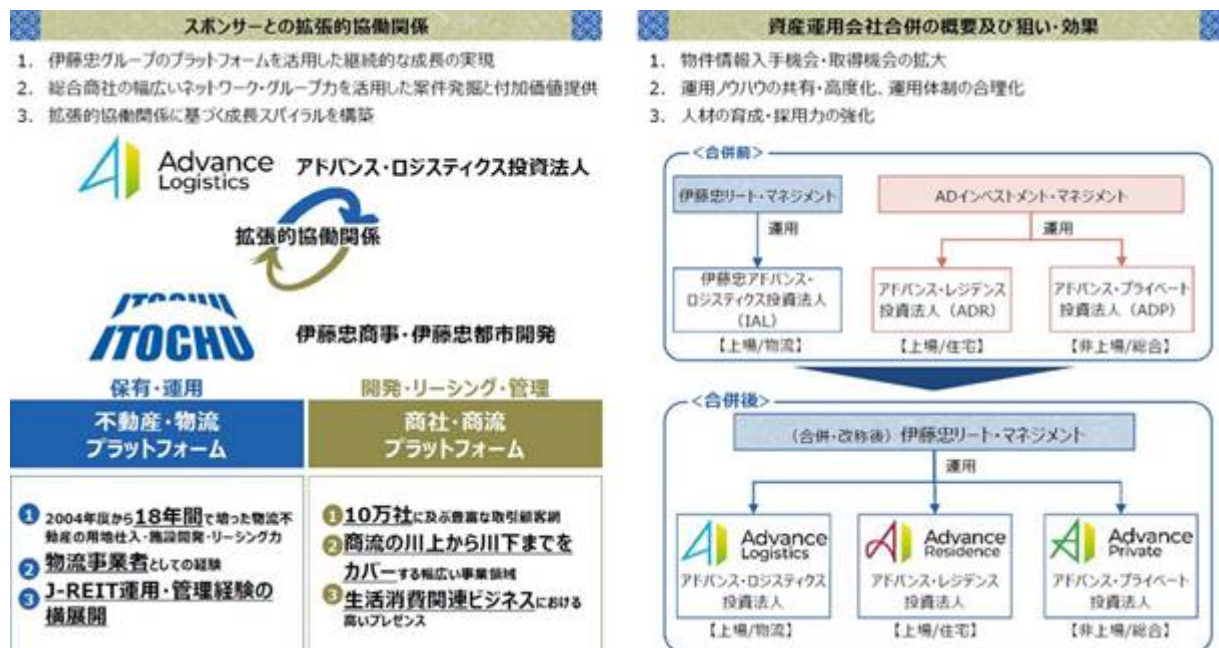 スポンサーとの拡張的協働関係
1. 伊藤忠グループのプラットフォームを活用した継続的な成長の実現
2. 総合商社の幅広いネットワーク・グループ力を活用した案件発掘と付加価値提供
3. 拡張的協働関係に基づく成長スパイラルを構築
Advance
Logistics
アドバンス・ロジスティクス投資法人
拡張的協働関係
ITOCHU
ITOCHU
伊藤忠商事・伊藤忠都市開発
保有・運用
不動産・物流
プラットフォーム
1 2004年度から18年間で培った物流不
動産の用地仕入・施設開発・リーシング力
2 物流事業者としての経験
3 J-REIT運用・管理経験の
横展開
開発・リーシング・管理
商社・商流
プラットフォーム
1 10万社に及ぶ豊富な取引顧客網
2 商流の川上から川下までを
カバーする幅広い事業領域
3 生活消費関連ビジネスにおける
高いプレゼンス
資産運用会社合併の概要及び狙い・効果
1. 物件情報入手機会・取得機会の拡大
2. 運用ノウハウの共有・高度化、運用体制の合理化
3. 人材の育成・採用力の強化
<合併前>
伊藤忠リート・マネジメント
ADインベストメント・マネジメント
運用
運用
伊藤忠アドバンス・
ロジスティクス投資法人
(IAL)
アドバンス・レジデンス
投資法人(ADR)
アドバンス・プライベート
投資法人(ADP)
【上場/物流】
【上場/住宅】
【非上場/総合】
<合併後>
(合併・改称後)伊藤忠リート・マネジメント
運用
Advance
Logistics
アドバンス・ロジスティクス
投資法人
【上場/物流】
Advance
Residence
アドバンス・レジデンス
投資法人
【上場/住宅】
Advance
Private
アドバンス・プライベート
投資法人
【非上場/総合】